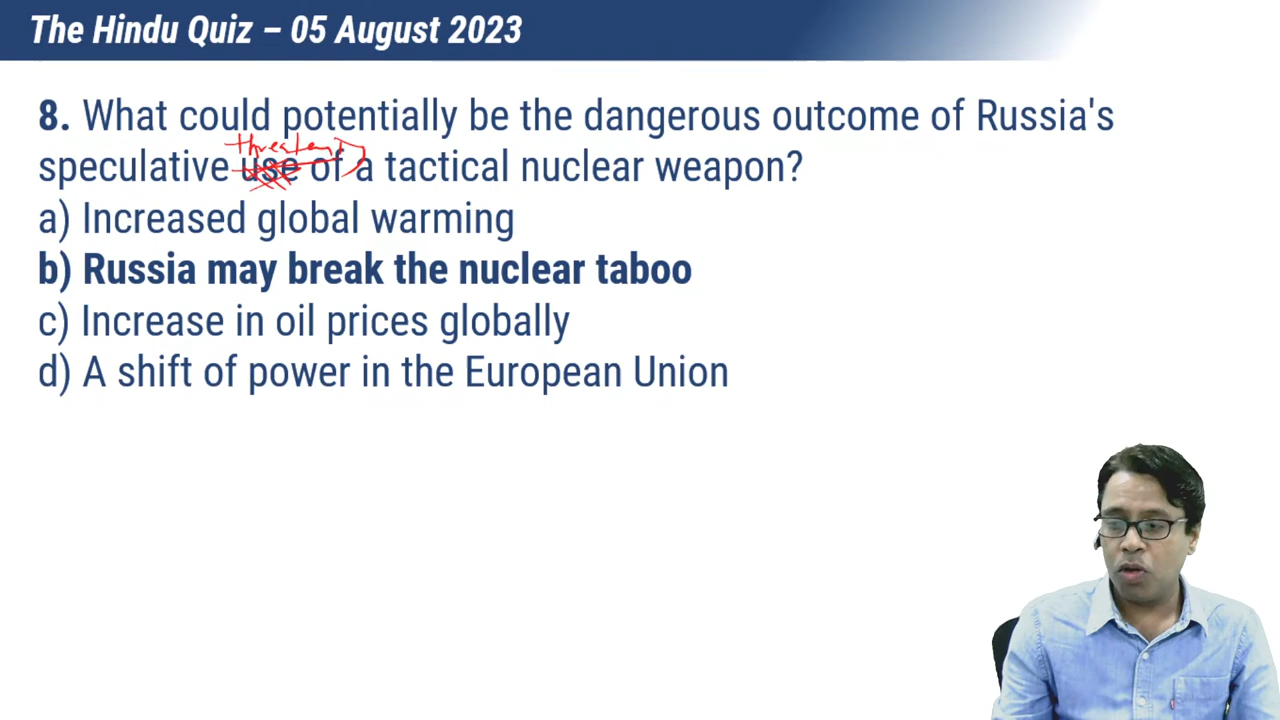 The Hindu Quiz – 05 August 2023
8. What could potentially be the dangerous outcome of Russia's
threatend
speculative use of a tactical nuclear weapon?
a) Increased global warming
b) Russia may break the nuclear taboo
c) Increase in oil prices globally
d) A shift of power in the European Union